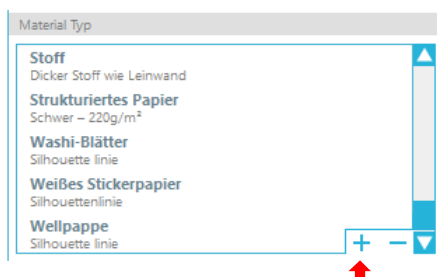 Material Typ
Stoff
Dicker Stoff wie Leinwand
Strukturiertes Papier
Schwer – 220g/m²
Washi-Blätter
Silhouette linie
Weißes Stickerpapier
Silhouettenlinie
Wellpappe
Silhouette linie